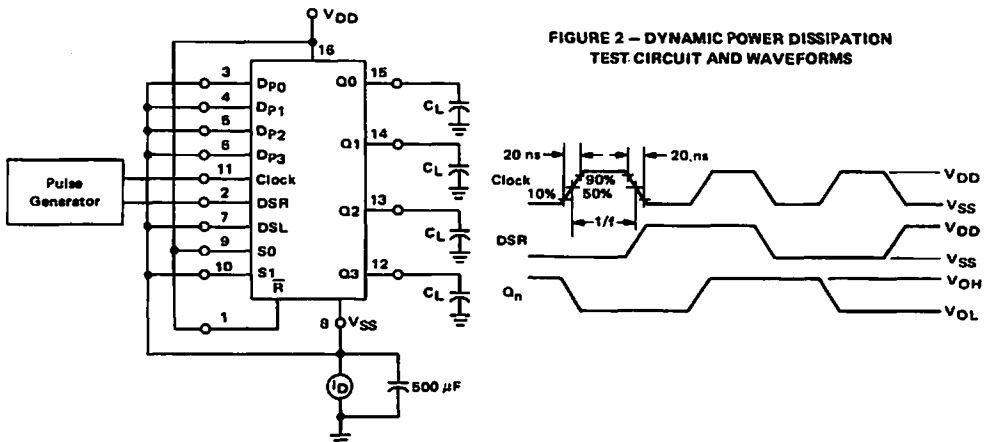 FIGURE 2 – DYNAMIC POWER DISSIPATION
TEST CIRCUIT AND WAVEFORMS
VDD
16
3 DP0
4 DP1
5 DP2
6 DP3
11 Clock
2 DSR
7 DSL
9 S0
10 S1
R
1
Pulse
Generator
Q0 15
CL
Q1 14
CL
Q2 13
CL
Q3 12
CL
8 VSS
ID
500 µF
20 ns
20 ns
Clock
90%
10%
50%
1/f
VDD
VSS
DSR
VDD
VSS
Qn
VOH
VOL